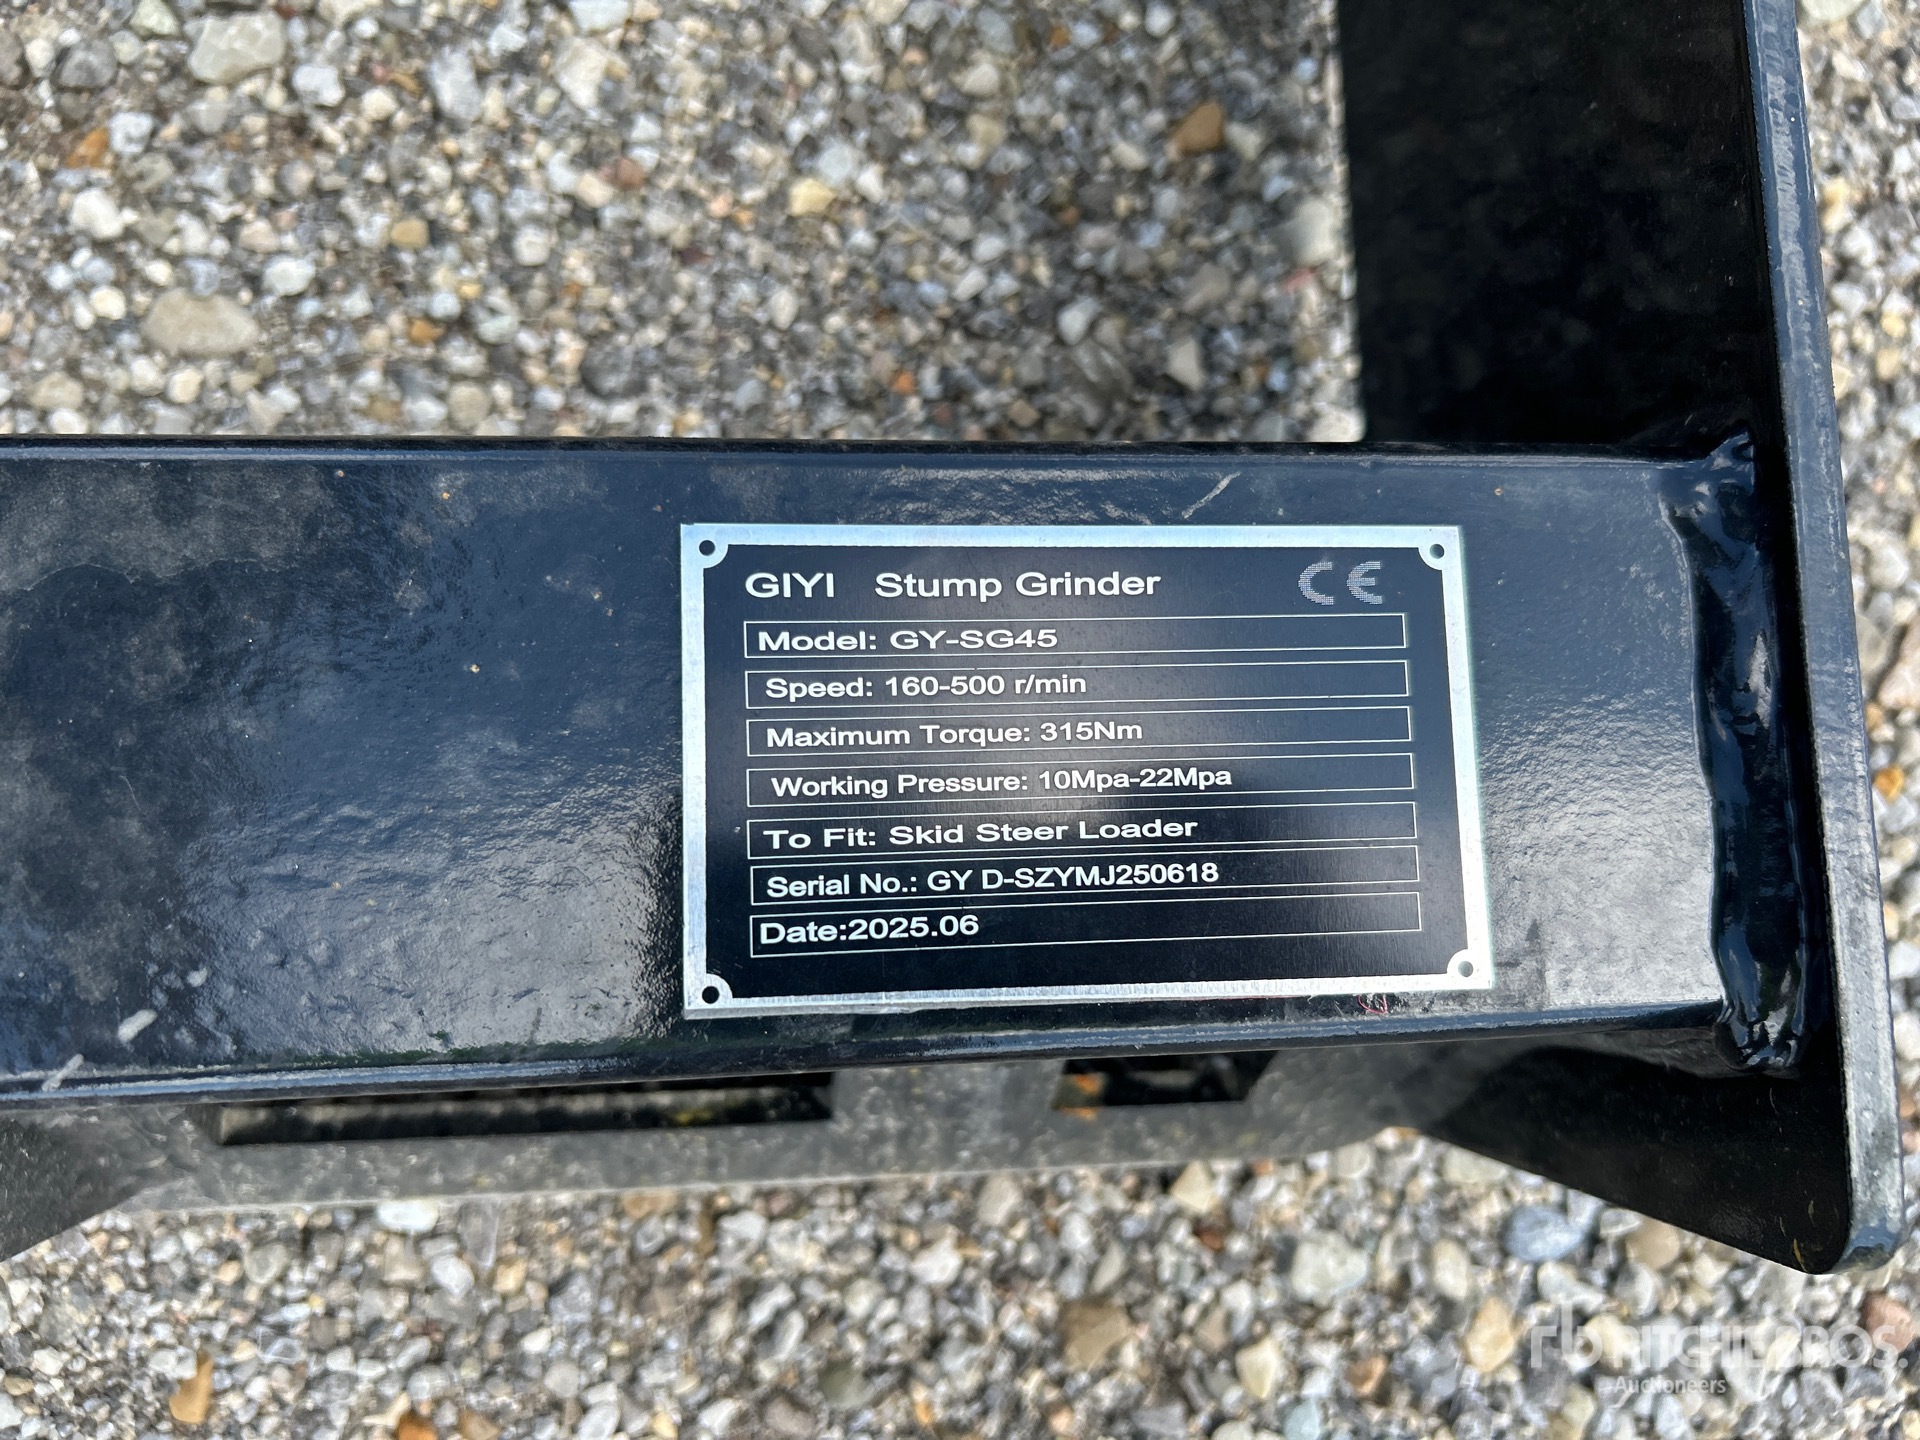 GIYI Stump Grinder CE
Model: GY-SG45
Speed: 160-500 r/min
Maximum Torque: 315Nm
Working Pressure: 10Mpa-22Mpa
To Fit: Skid Steer Loader
Serial No.: GY D-SZYMJ250618
Date:2025.06
rb RITCHIE BROS.
Auctioneers